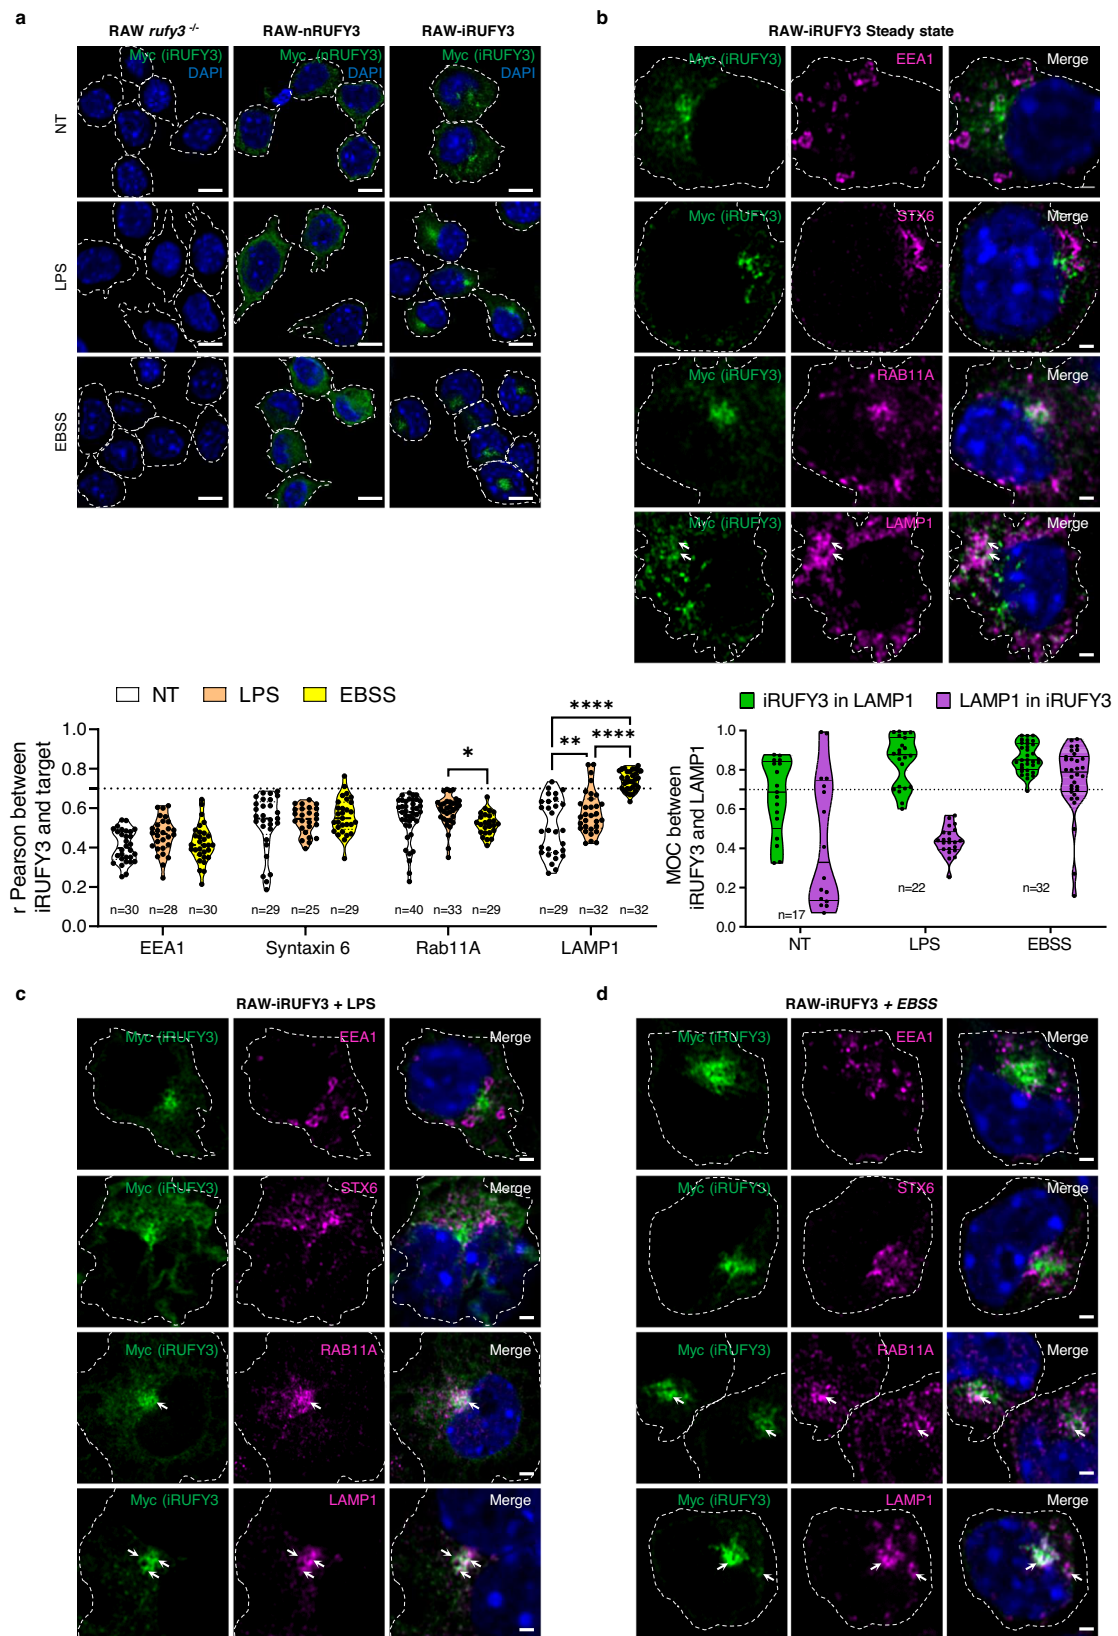 a
RAW rufy3 -/-
RAW-nRUFY3
RAW-iRUFY3
Myc (iRUFY3)
DAPI
Myc (nRUFY3)
DAPI
Myc (iRUFY3)
DAPI
NT
LPS
EBSS
b
RAW-iRUFY3 Steady state
Myc (iRUFY3)
EEA1
Merge
Myc (iRUFY3)
STX6
Merge
Myc (iRUFY3)
RAB11A
Merge
Myc (iRUFY3)
LAMP1
Merge
NT
LPS
EBSS
r Pearson between
iRUFY3 and target
1.0
0.8
0.6
0.4
0.2
0.0
*
****
**
****
n=30
n=28
n=30
n=29
n=25
n=29
n=40
n=33
n=29
n=29
n=32
n=32
EEA1
Syntaxin 6
Rab11A
LAMP1
iRUFY3 in LAMP1
LAMP1 in iRUFY3
MOC between
iRUFY3 and LAMP1
1.0
0.8
0.6
0.4
0.2
0.0
n=17
n=22
n=32
NT
LPS
EBSS
c
RAW-iRUFY3 + LPS
Myc (iRUFY3)
EEA1
Merge
Myc (iRUFY3)
STX6
Merge
Myc (iRUFY3)
RAB11A
Merge
Myc (iRUFY3
LAMP1
Merge
d
RAW-iRUFY3 + EBSS
Myc (iRUFY3)
EEA1
Merge
Myc (iRUFY3)
STX6
Merge
Myc (iRUFY3)
RAB11A
Merge
Myc (iRUFY3)
LAMP1
Merge